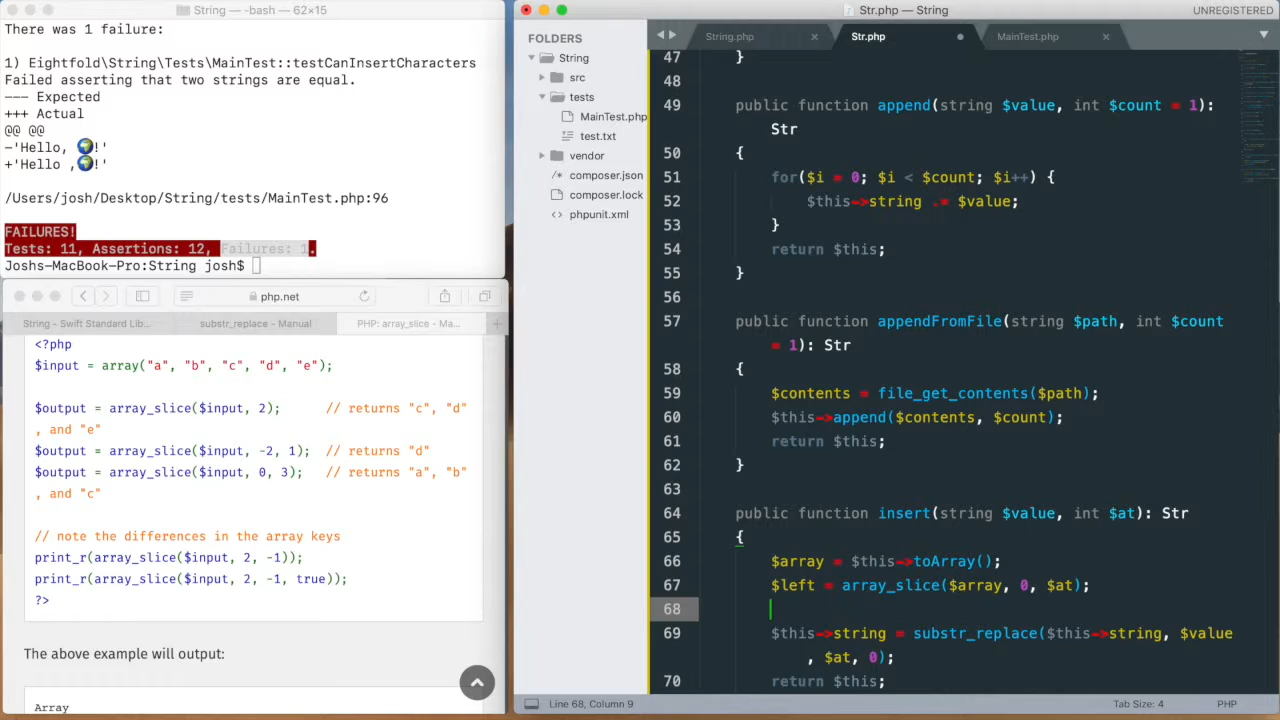 String — -bash — 62×15
There was 1 failure:
1) Eightfold\String\Tests\MainTest::testCanInsertCharacters
Failed asserting that two strings are equal.
--- Expected
+++ Actual
@@ @@
-'Hello, 🌍!'
+'Hello ,🌍!'
/Users/josh/Desktop/String/tests/MainTest.php:96
FAILURES!
Tests: 11, Assertions: 12, Failures: 1.
Joshs-MacBook-Pro:String josh$
php.net
String - Swift Standard Lib...
substr_replace - Manual
PHP: array_slice - Ma...
<?php
$input = array("a", "b", "c", "d", "e");
$output = array_slice($input, 2);      // returns "c", "d"
, and "e"
$output = array_slice($input, -2, 1);  // returns "d"
$output = array_slice($input, 0, 3);   // returns "a", "b"
, and "c"
// note the differences in the array keys
print_r(array_slice($input, 2, -1));
print_r(array_slice($input, 2, -1, true));
?>
The above example will output:
Array
Str.php — String
UNREGISTERED
FOLDERS
String
src
tests
MainTest.php
test.txt
vendor
composer.json
composer.lock
phpunit.xml
String.php
Str.php
MainTest.php
47 }
48
49 public function append(string $value, int $count = 1):
Str
50 {
51 for($i = 0; $i < $count; $i++) {
52 $this->string .= $value;
53 }
54 return $this;
55 }
56
57 public function appendFromFile(string $path, int $count
= 1): Str
58 {
59 $contents = file_get_contents($path);
60 $this->append($contents, $count);
61 return $this;
62 }
63
64 public function insert(string $value, int $at): Str
65 {
66 $array = $this->toArray();
67 $left = array_slice($array, 0, $at);
68
69 $this->string = substr_replace($this->string, $value
, $at, 0);
70 return $this;
Line 68, Column 9
Tab Size: 4
PHP